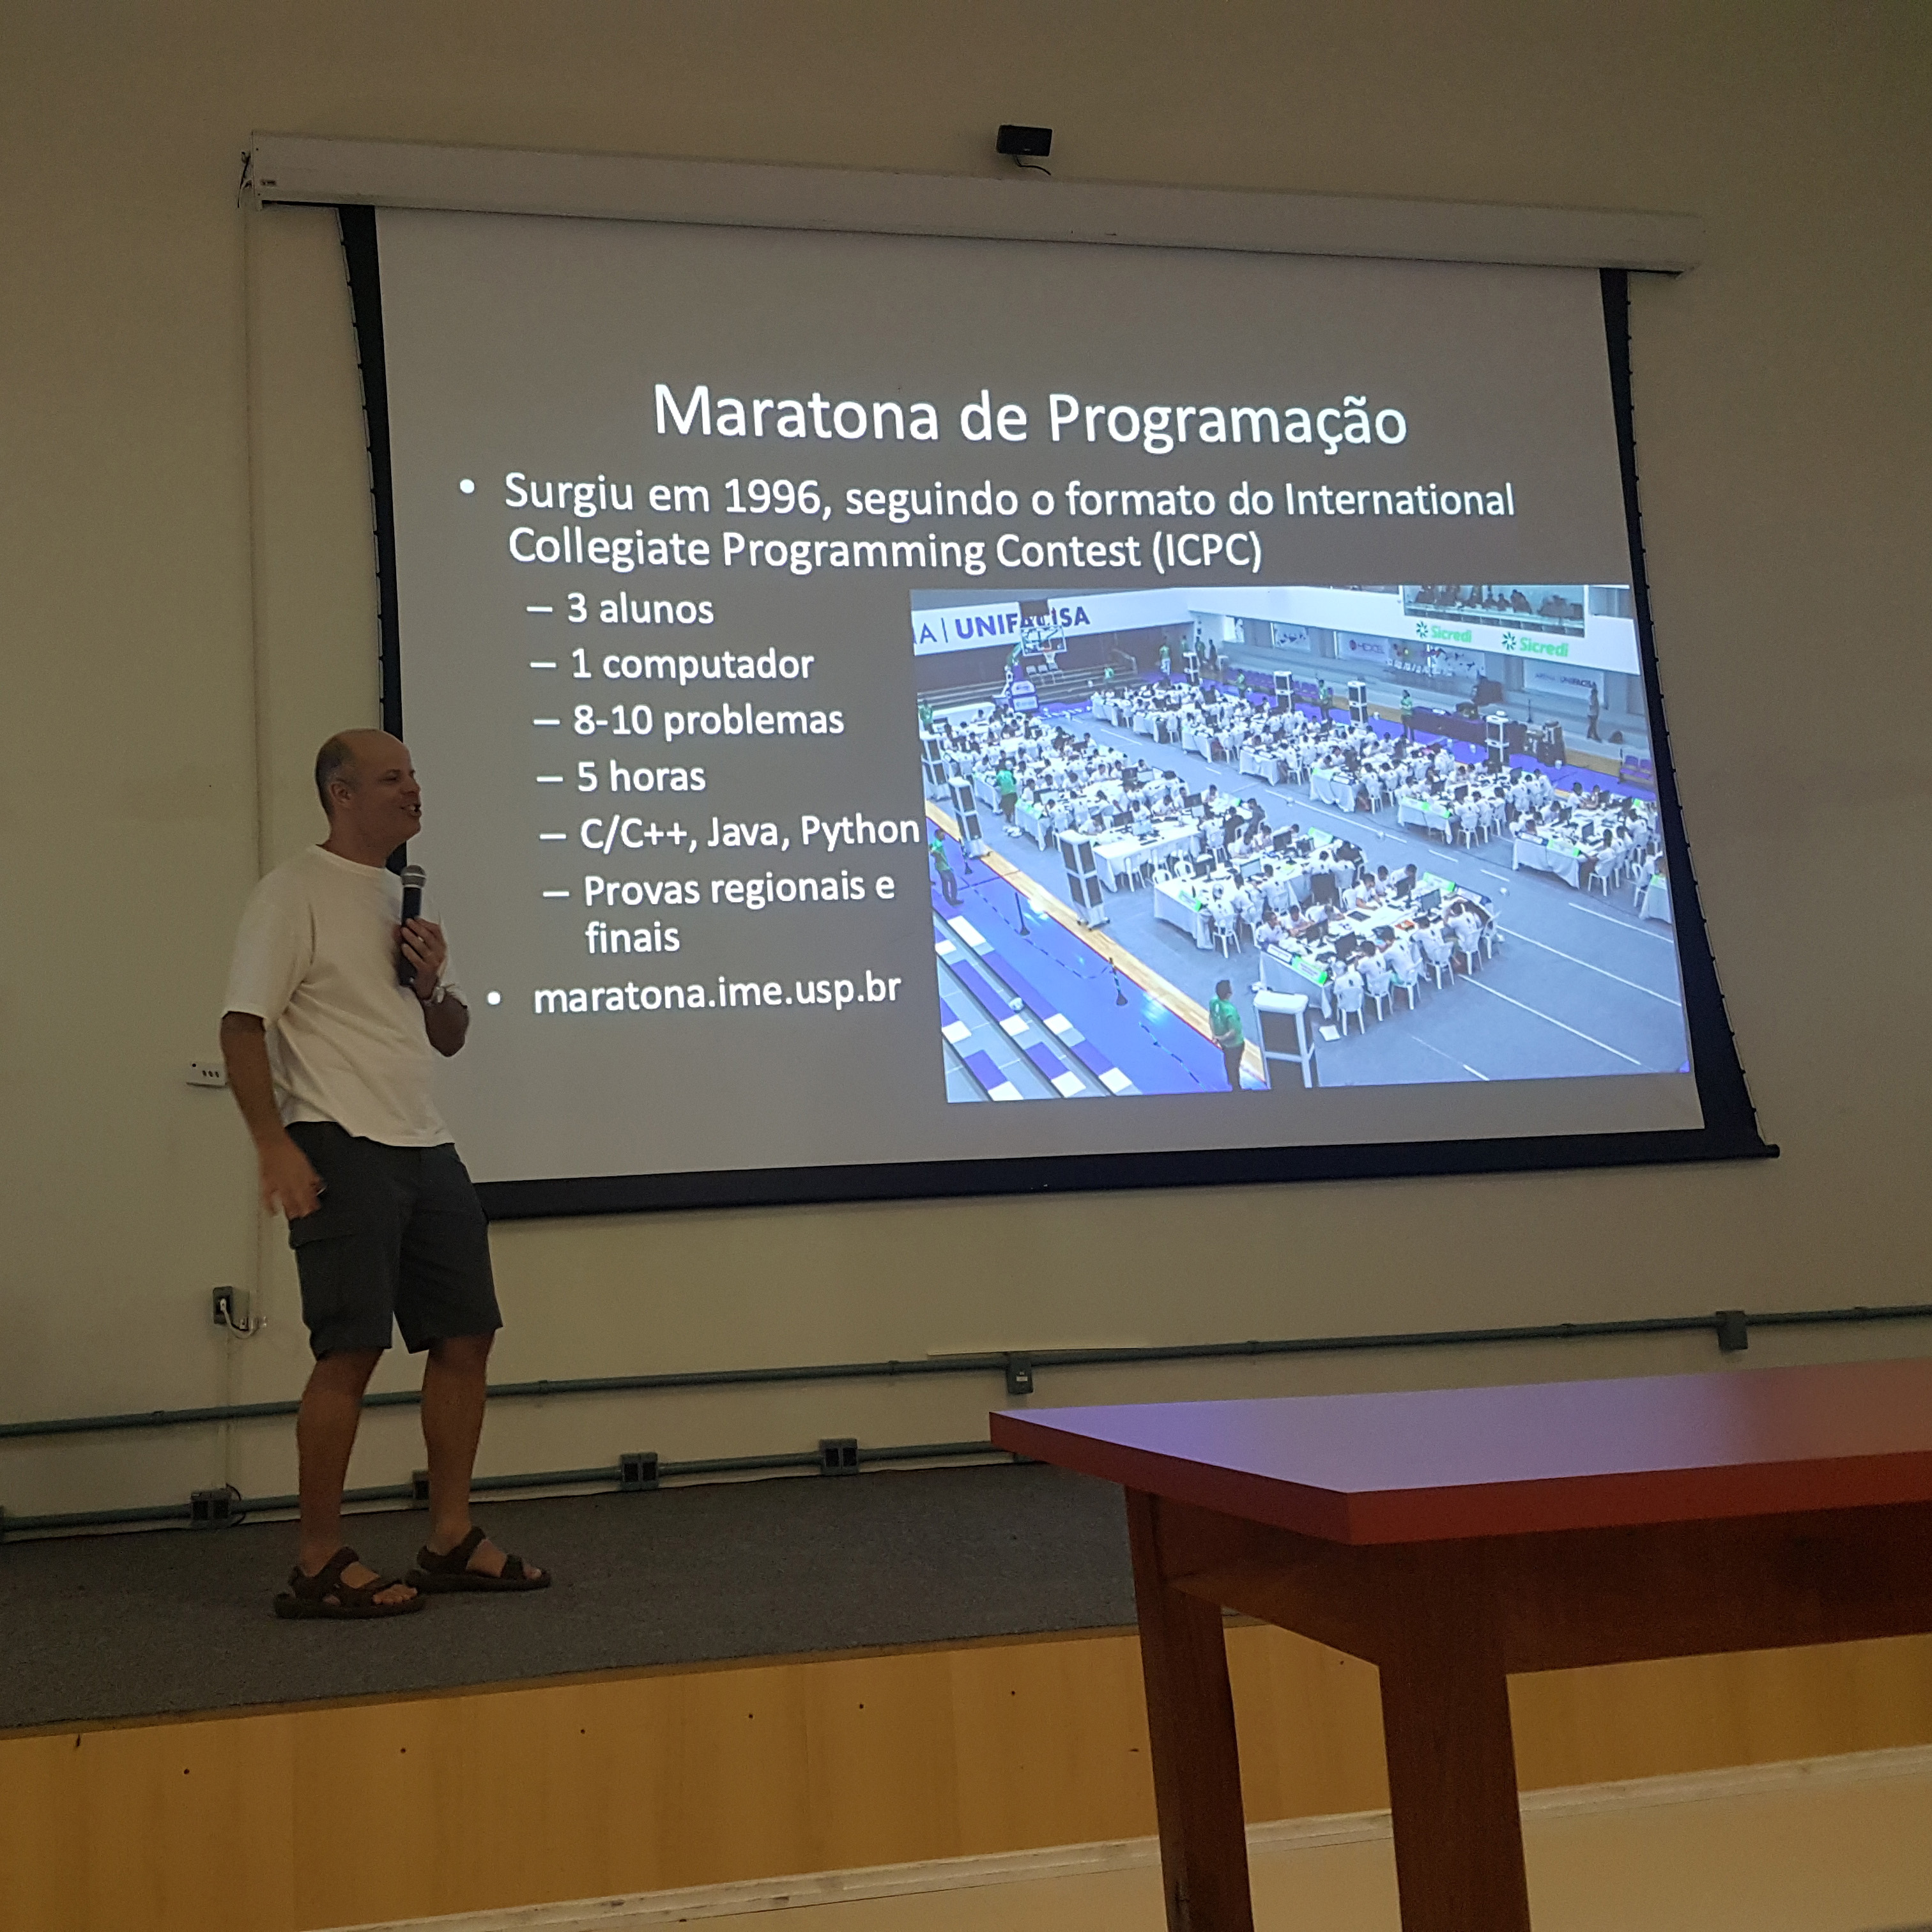 Maratona de Programação
• Surgiu em 1996, seguindo o formato do International
Collegiate Programming Contest (ICPC)
– 3 alunos
– 1 computador
– 8-10 problemas
– 5 horas
– C/C++, Java, Python
– Provas regionais e
finais
• maratona.ime.usp.br
A | UNIFACISA
Sicredi
Sicredi